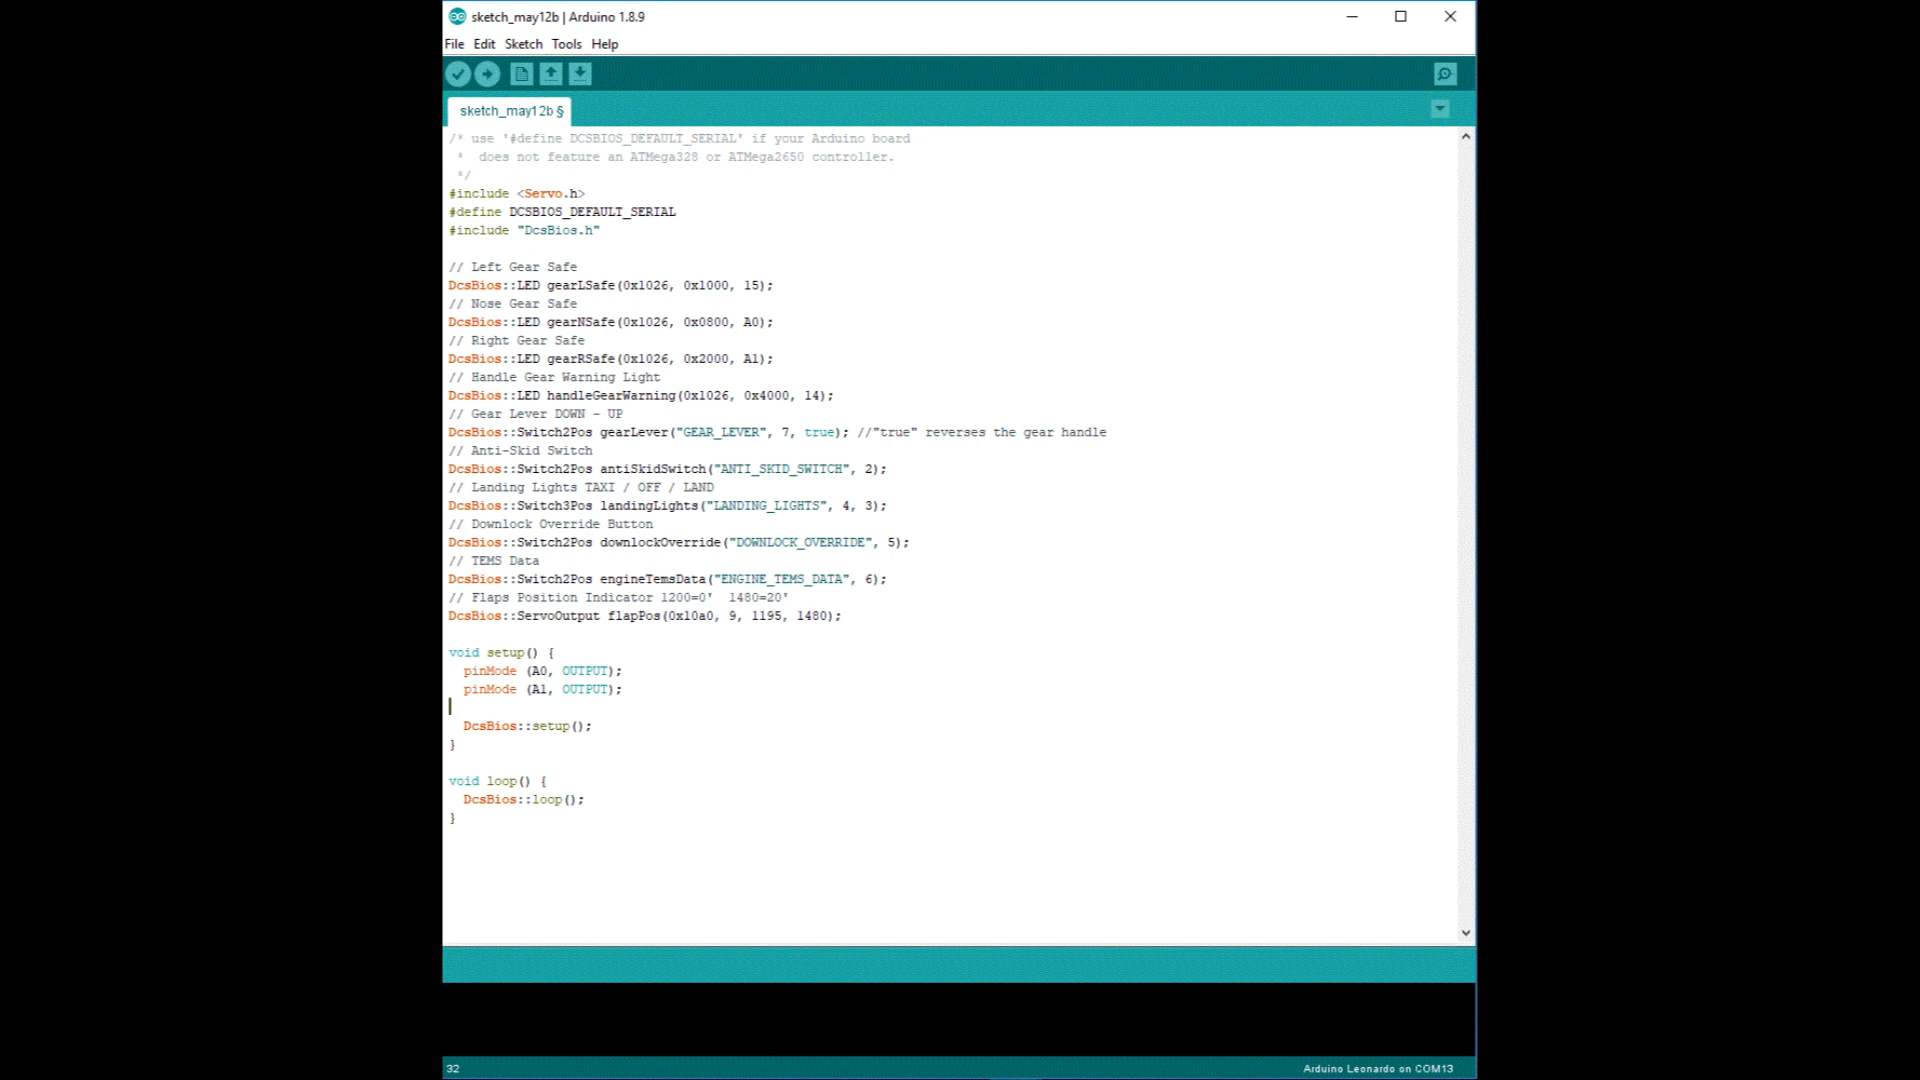 sketch_may12b | Arduino 1.8.9
File Edit Sketch Tools Help
sketch_may12b §
/* use '#define DCSBIOS_DEFAULT_SERIAL' if your Arduino board
 *  does not feature an ATMega328 or ATMega2650 controller.
 */
#include <Servo.h>
#define DCSBIOS_DEFAULT_SERIAL
#include "DcsBios.h"
// Left Gear Safe
DcsBios::LED gearLSafe(0x1026, 0x1000, 15);
// Nose Gear Safe
DcsBios::LED gearNSafe(0x1026, 0x0800, A0);
// Right Gear Safe
DcsBios::LED gearRSafe(0x1026, 0x2000, A1);
// Handle Gear Warning Light
DcsBios::LED handleGearWarning(0x1026, 0x4000, 14);
// Gear Lever DOWN - UP
DcsBios::Switch2Pos gearLever("GEAR_LEVER", 7, true); //"true" reverses the gear handle
// Anti-Skid Switch
DcsBios::Switch2Pos antiSkidSwitch("ANTI_SKID_SWITCH", 2);
// Landing Lights TAXI / OFF / LAND
DcsBios::Switch3Pos landingLights("LANDING_LIGHTS", 4, 3);
// Downlock Override Button
DcsBios::Switch2Pos downlockOverride("DOWNLOCK_OVERRIDE", 5);
// TEMS Data
DcsBios::Switch2Pos engineTemsData("ENGINE_TEMS_DATA", 6);
// Flaps Position Indicator 1200=0'  1480=20'
DcsBios::ServoOutput flapPos(0x10a0, 9, 1195, 1480);
void setup() {
  pinMode (A0, OUTPUT);
  pinMode (A1, OUTPUT);
  DcsBios::setup();
}
void loop() {
  DcsBios::loop();
}
32
Arduino Leonardo on COM13